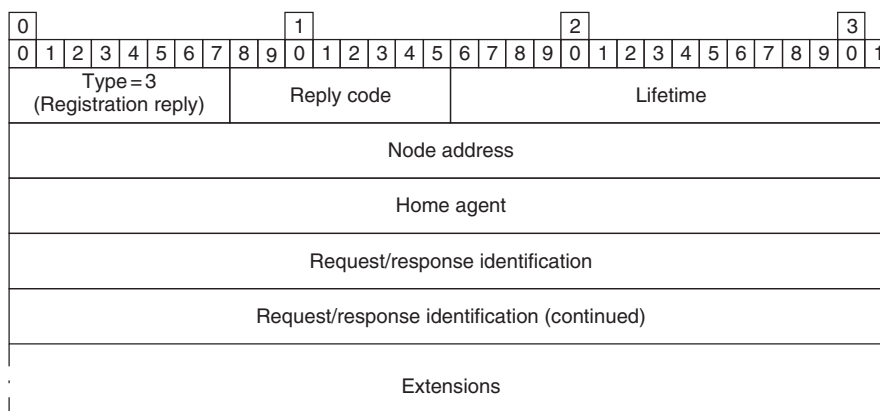 0 1 2 3
0 1 2 3 4 5 6 7 8 9 0 1 2 3 4 5 6 7 8 9 0 1 2 3 4 5 6 7 8 9 0 1
Type=3
(Registration reply)
Reply code
Lifetime
Node address
Home agent
Request/response identification
Request/response identification (continued)
Extensions